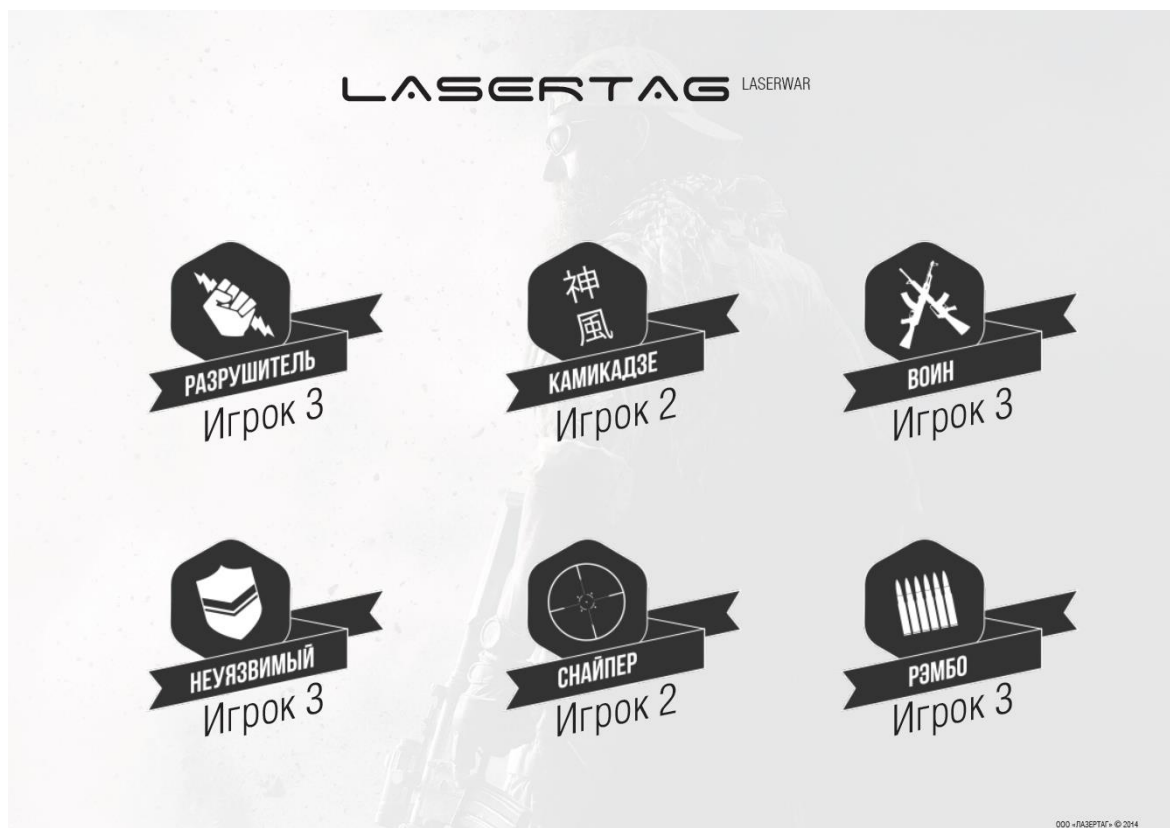 LASERTAG LASERWAR
神
風
РАЗРУШИТЕЛЬ
Игрок 3
КАМИКАДЗЕ
Игрок 2
ВОИН
Игрок 3
НЕУЯЗВИМЫЙ
Игрок 3
СНАЙПЕР
Игрок 2
РЭМБО
Игрок 3
ООО «ЛАЗЕРТАГ» © 2014